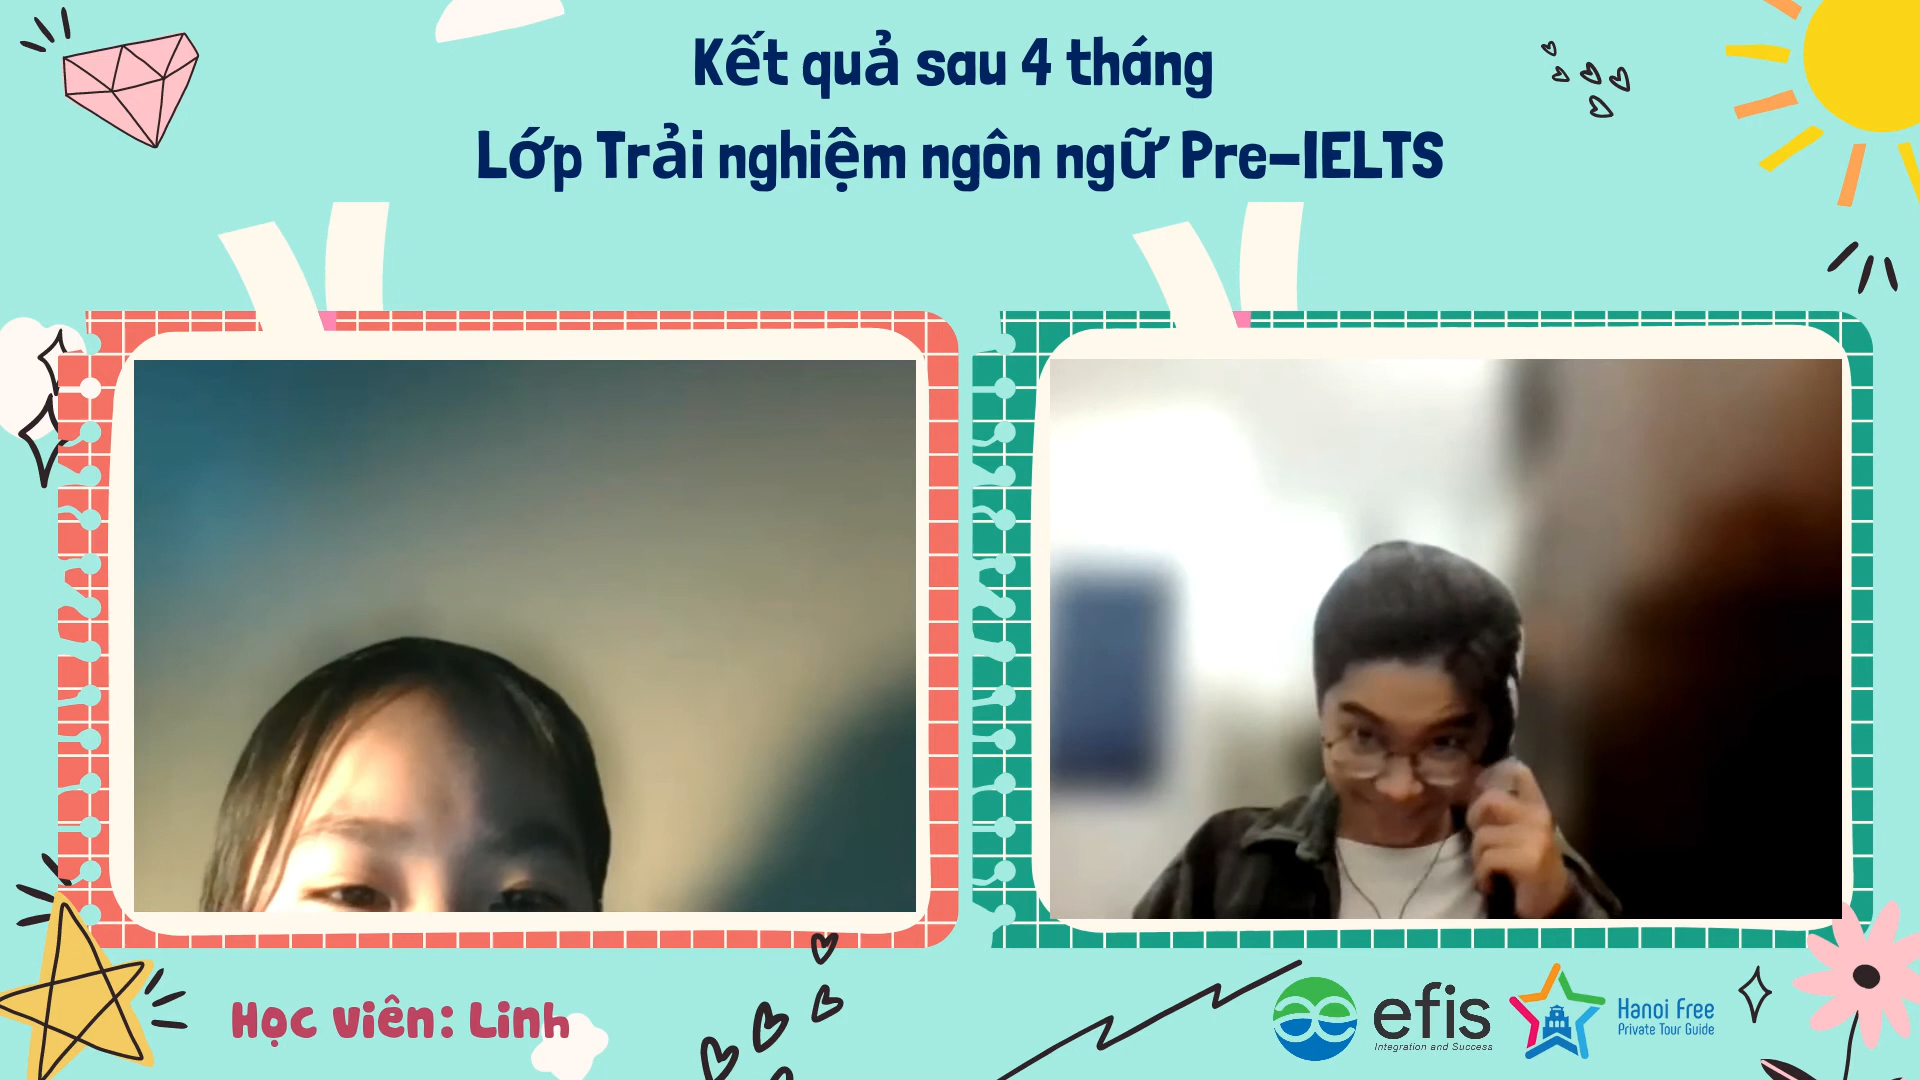 Kết quả sau 4 tháng
Lớp Trải nghiệm ngôn ngữ Pre-IELTS
Học viên: Linh
efis
Integration and Success
Hanoi Free
Private Tour Guide